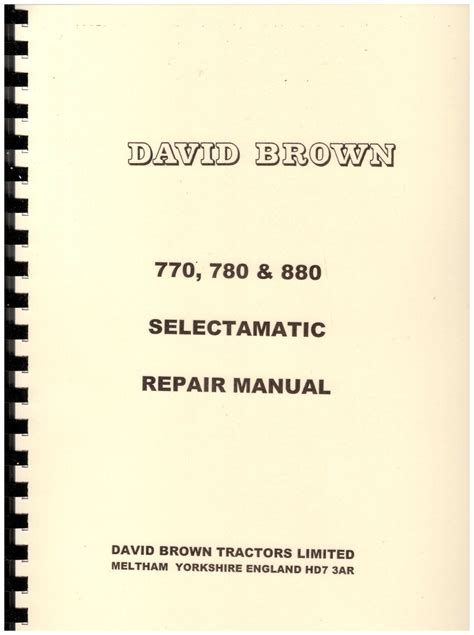 DAVID BROWN
770, 780 & 880
SELECTAMATIC
REPAIR MANUAL
DAVID BROWN TRACTORS LIMITED
MELTHAM YORKSHIRE ENGLAND HD7 3AR